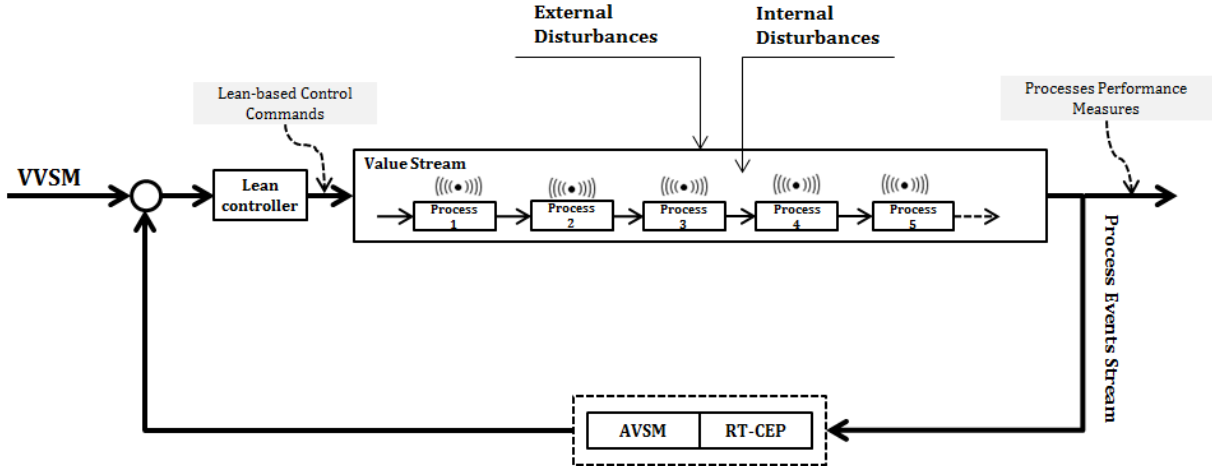 External
Disturbances
Internal
Disturbances
Lean-based Control
Commands
Processes Performance
Measures
VVSM
Lean
controller
Value Stream
Process
1
Process
2
Process
3
Process
4
Process
5
Process Events Stream
AVSM
RT-CEP